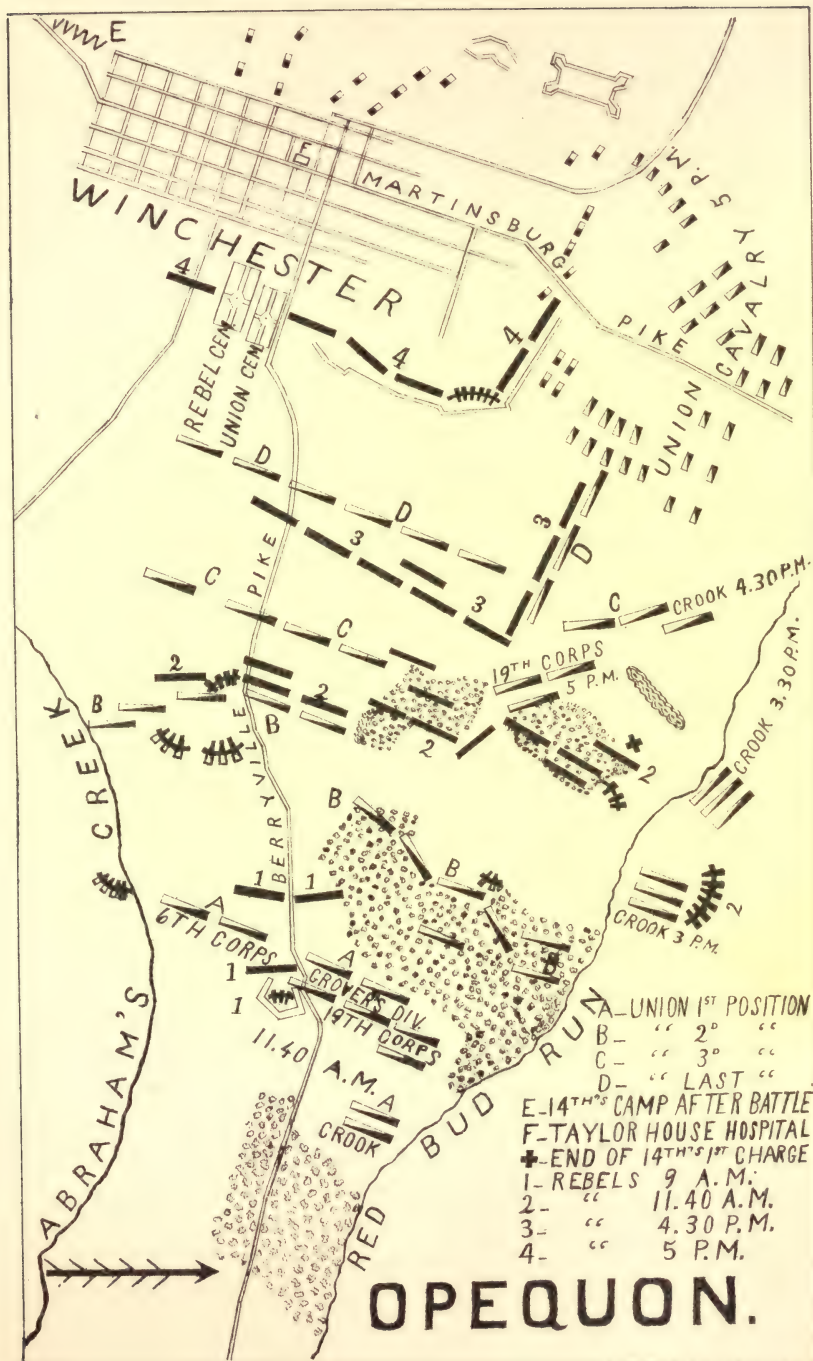 E
F
WINCHESTER
MARTINSBURG
PIKE
UNION CAVALRY 5 P.M.
4
REBEL CEM.
UNION CEM.
4
4
D
D
3
3
3
D
C
C
PIKE
C
CROOK 4.30 P.M.
19TH CORPS
5 P.M.
CROOK 3.30 P.M.
2
B
B
2
2
2
BERRYVILLE
B
B
B
1
1
A
6TH CORPS
1
1
A
GROVER'S DIV.
19TH CORPS
11.40
A.M.
A
CROOK
CROOK 3 P.M.
2
ABRAHAM'S CREEK
RED BUD RUN
A_UNION 1ST POSITION
B_ “ 2D “
C_ “ 3D “
D_ “ LAST “
E_14TH'S CAMP AFTER BATTLE
F_TAYLOR HOUSE HOSPITAL
✚_END OF 14TH'S 1ST CHARGE
1_REBELS 9 A.M.
2_ “ 11.40 A.M.
3_ “ 4.30 P.M.
4_ “ 5 P.M.
OPEQUON.